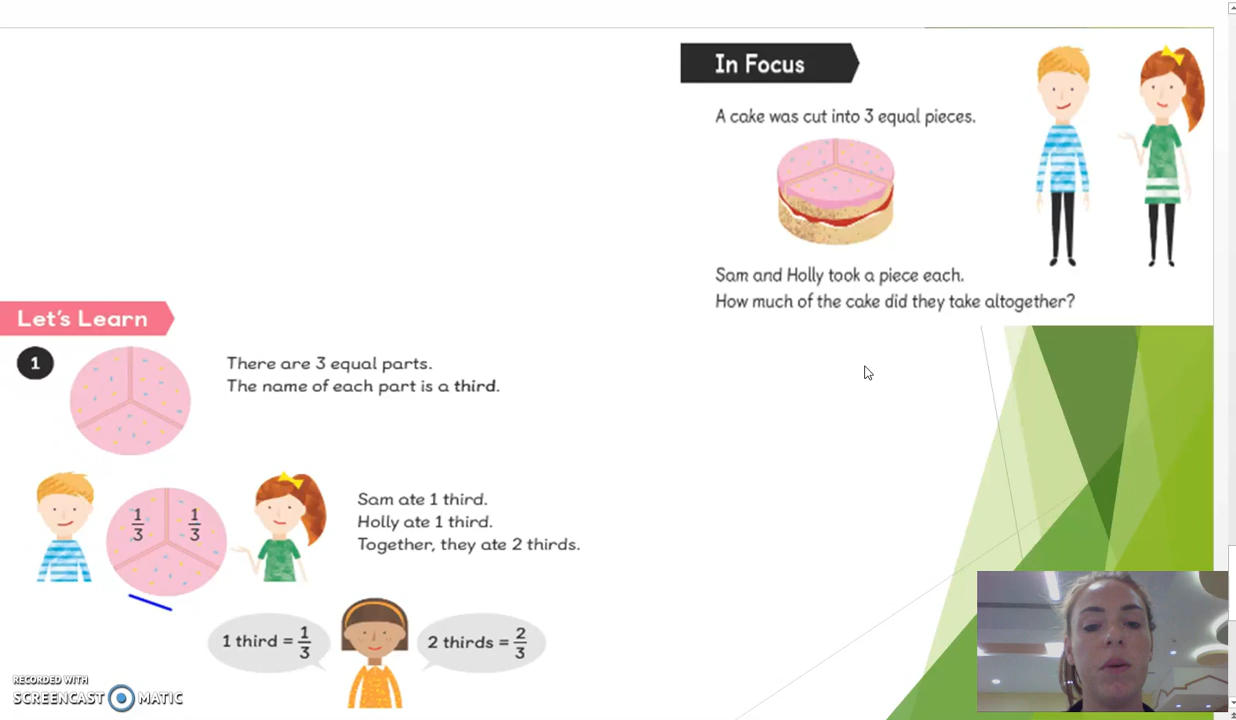 In Focus
A cake was cut into 3 equal pieces.
Sam and Holly took a piece each.
How much of the cake did they take altogether?
Let's Learn
1
There are 3 equal parts.
The name of each part is a third.
1/3
1/3
Sam ate 1 third.
Holly ate 1 third.
Together, they ate 2 thirds.
1 third = 1/3
2 thirds = 2/3
RECORDED WITH
SCREENCAST MATIC